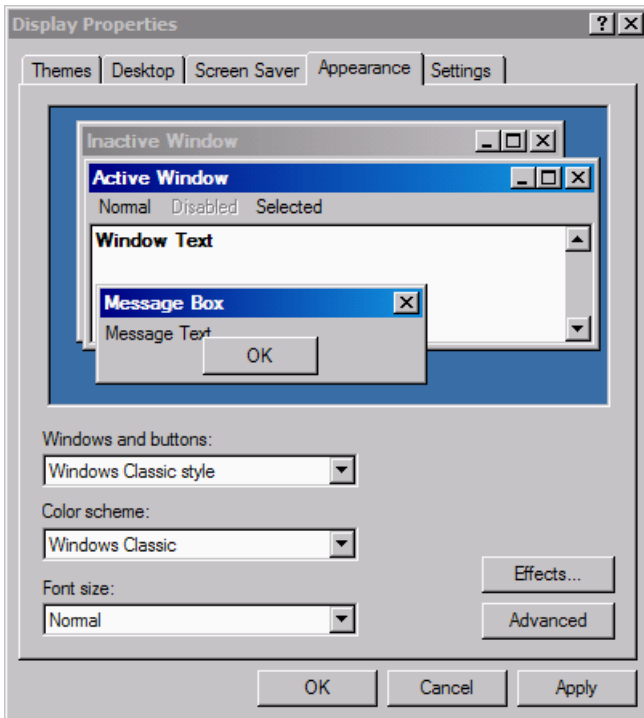 Display Properties
Themes Desktop Screen Saver Appearance Settings
Inactive Window
Active Window
Normal Disabled Selected
Window Text
Message Box
Message Text
OK
Windows and buttons:
Windows Classic style
Color scheme:
Windows Classic
Effects...
Font size:
Normal
Advanced
OK Cancel Apply